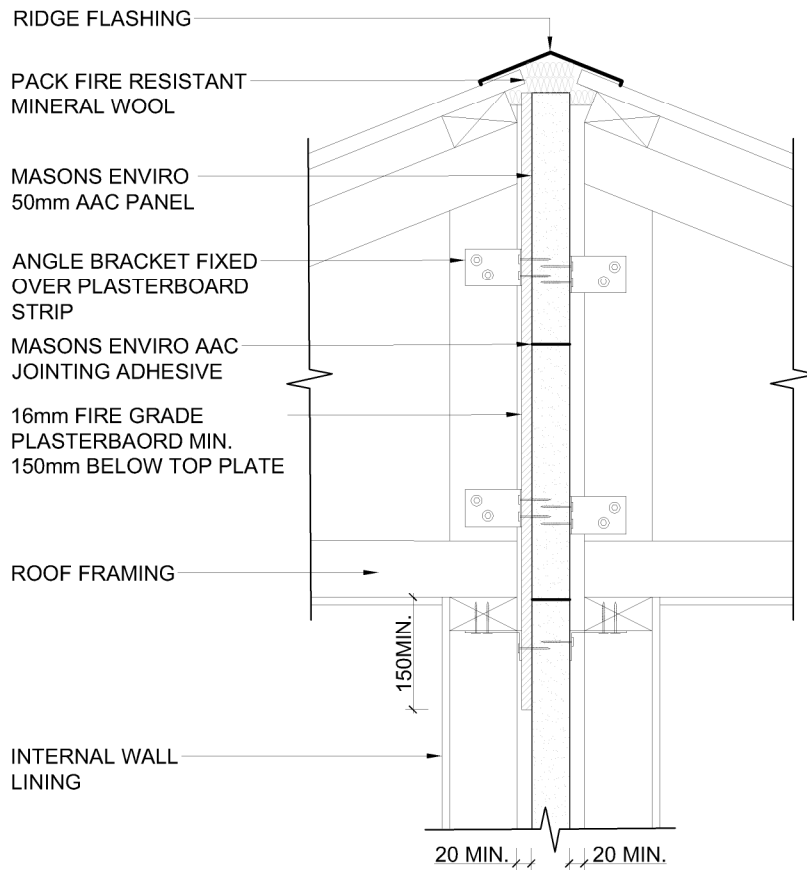 RIDGE FLASHING
PACK FIRE RESISTANT
MINERAL WOOL
MASONS ENVIRO
50mm AAC PANEL
ANGLE BRACKET FIXED
OVER PLASTERBOARD
STRIP
MASONS ENVIRO AAC
JOINTING ADHESIVE
16mm FIRE GRADE
PLASTERBAORD MIN.
150mm BELOW TOP PLATE
ROOF FRAMING
150MIN.
INTERNAL WALL
LINING
20 MIN.
20 MIN.